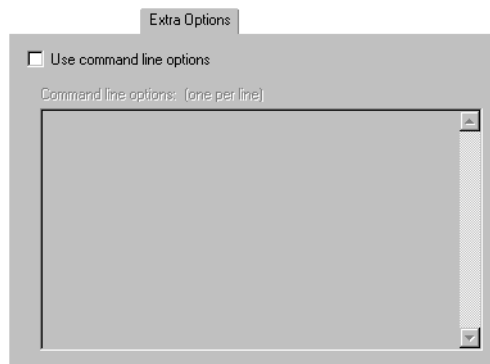 Extra Options
Use command line options
Command line options: (one per line)